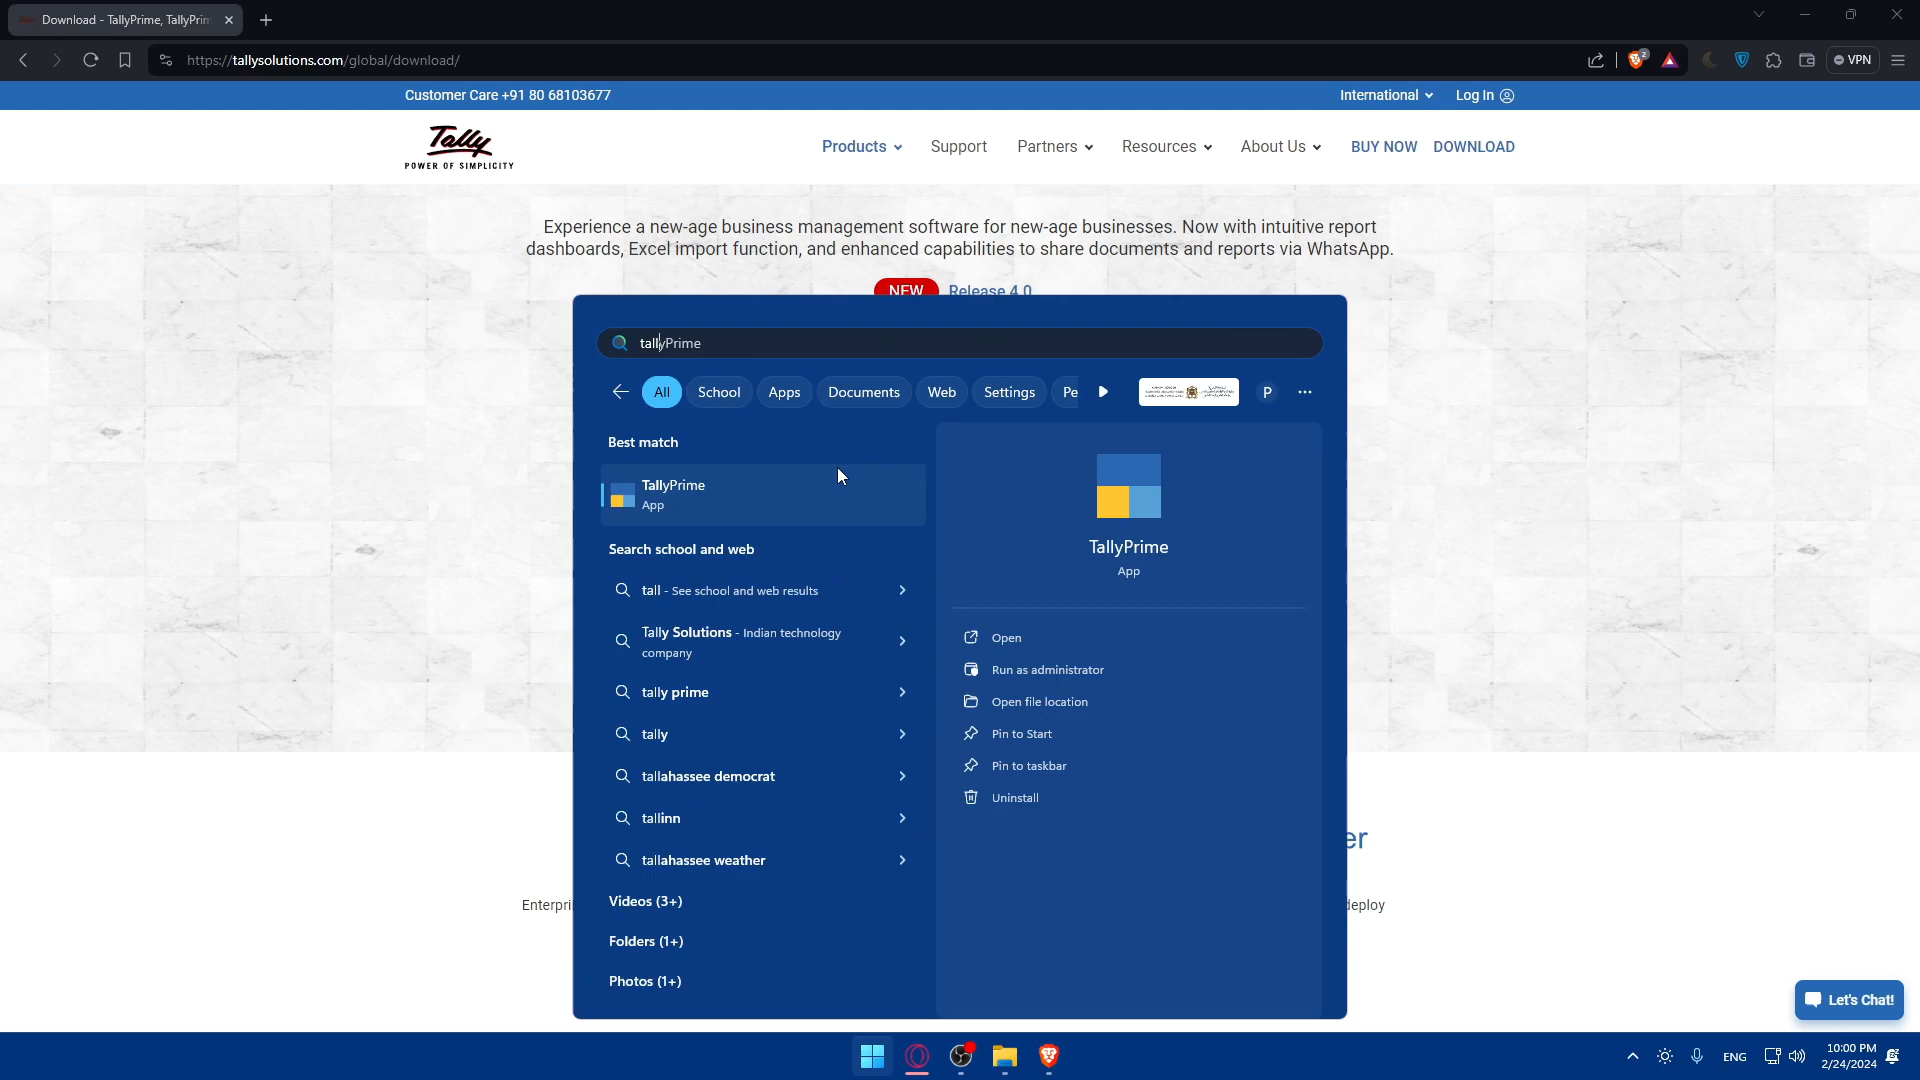 Download - TallyPrime, TallyPrim
https://tallysolutions.com/global/download/
2
VPN
Customer Care +91 80 68103677
International
Log In
Tally
POWER OF SIMPLICITY
Products
Support
Partners
Resources
About Us
BUY NOW
DOWNLOAD
Experience a new-age business management software for new-age businesses. Now with intuitive report
dashboards, Excel import function, and enhanced capabilities to share documents and reports via WhatsApp.
NEW Release 4.0
tallyPrime
All
School
Apps
Documents
Web
Settings
Pe
P
Best match
TallyPrime
App
Search school and web
tall - See school and web results
Tally Solutions - Indian technology
company
tally prime
tally
tallahassee democrat
tallinn
tallahassee weather
Videos (3+)
Folders (1+)
Photos (1+)
TallyPrime
App
Open
Run as administrator
Open file location
Pin to Start
Pin to taskbar
Uninstall
er
Enterpri
deploy
Let's Chat!
ENG
10:00 PM
2/24/2024